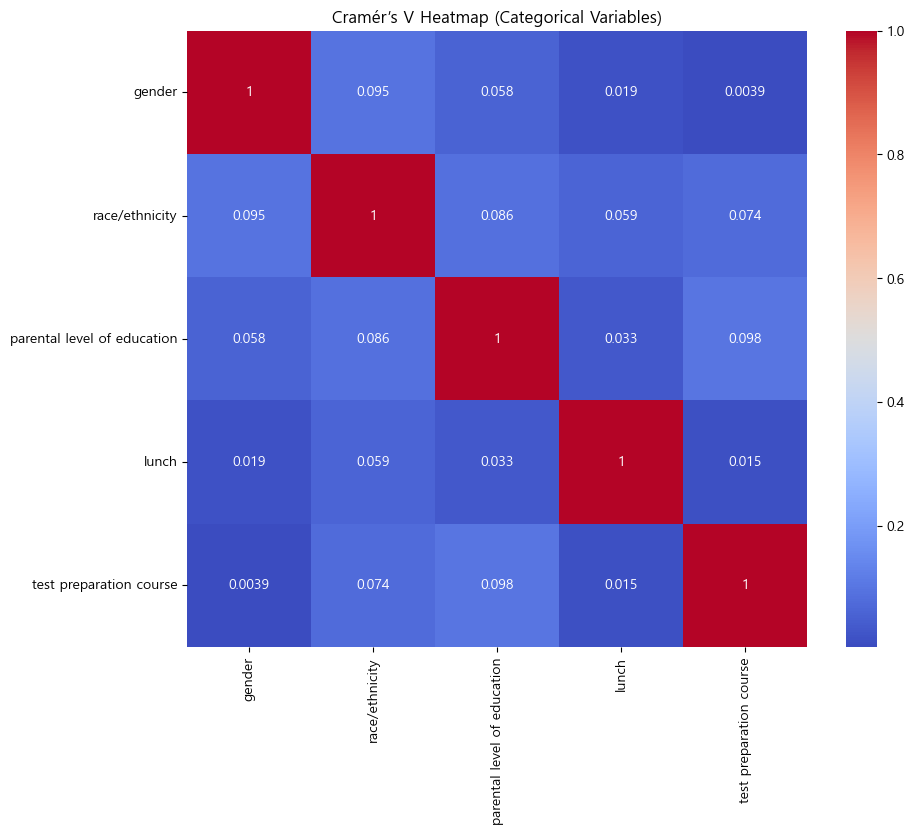 Cramér’s V Heatmap (Categorical Variables)
gender 1 0.095 0.058 0.019 0.0039
race/ethnicity 0.095 1 0.086 0.059 0.074
parental level of education 0.058 0.086 1 0.033 0.098
lunch 0.019 0.059 0.033 1 0.015
test preparation course 0.0039 0.074 0.098 0.015 1
gender
race/ethnicity
parental level of education
lunch
test preparation course
1.0
0.8
0.6
0.4
0.2